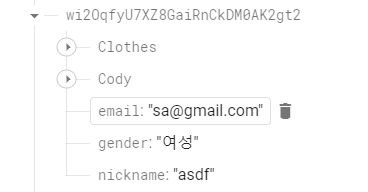 wi2OqfyU7XZ8GaiRnCkDM0AK2gt2
Clothes
Cody
email: "sa@gmail.com"
gender: "여성"
nickname: "asdf"